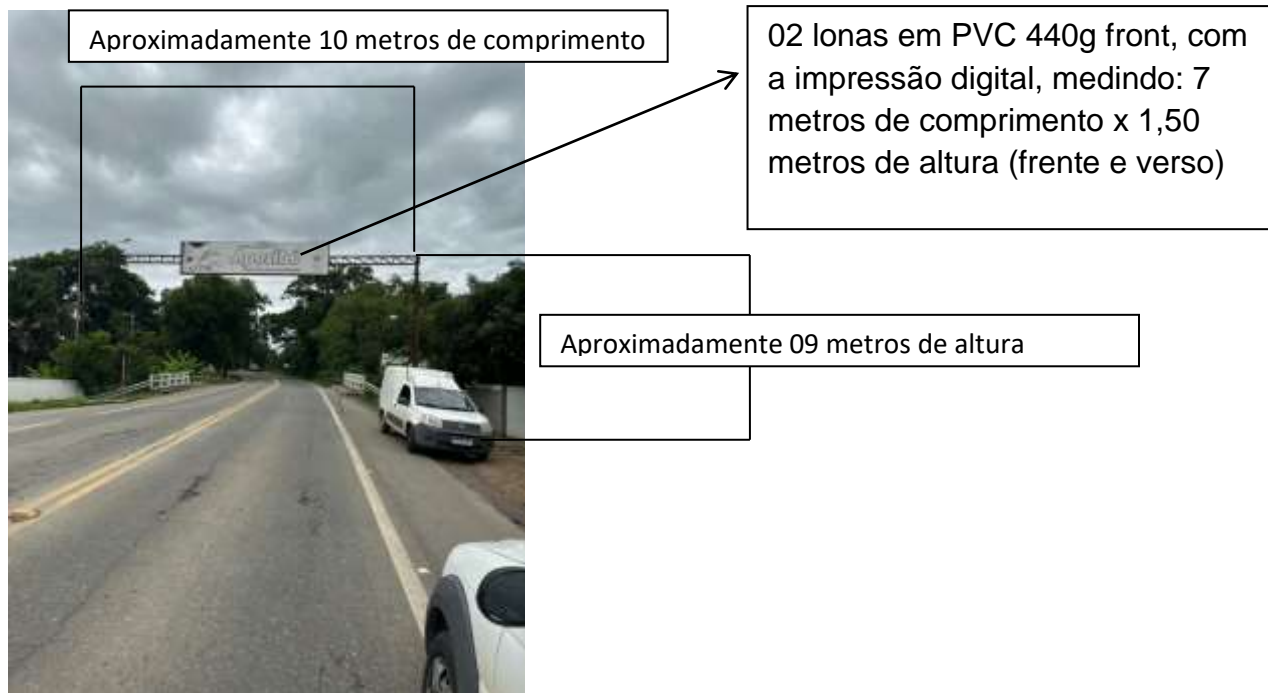 Aproximadamente 10 metros de comprimento
02 lonas em PVC 440g front, com
a impressão digital, medindo: 7
metros de comprimento x 1,50
metros de altura (frente e verso)
Aperibé
Aproximadamente 09 metros de altura